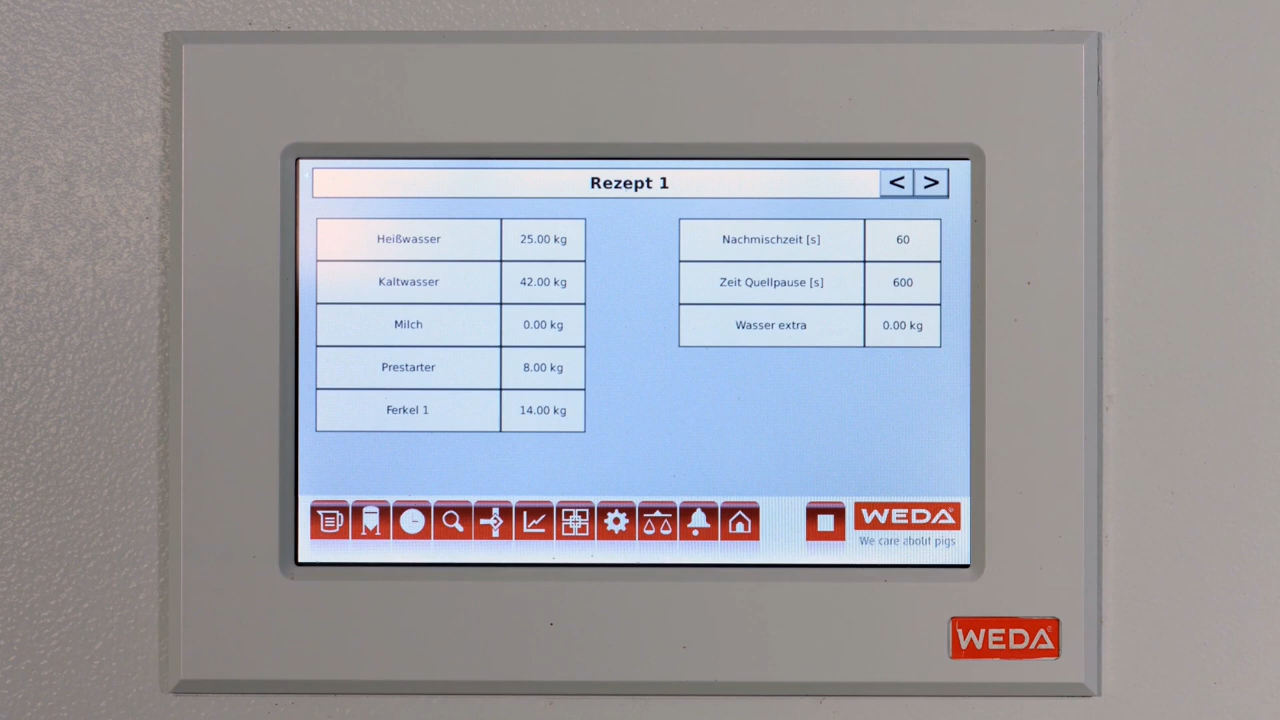 Rezept 1
< >
Heißwasser 25.00 kg
Kaltwasser 42.00 kg
Milch 0.00 kg
Prestarter 8.00 kg
Ferkel 1 14.00 kg
Nachmischzeit [s] 60
Zeit Quellpause [s] 600
Wasser extra 0.00 kg
WEDA®
We care about pigs
WEDA®